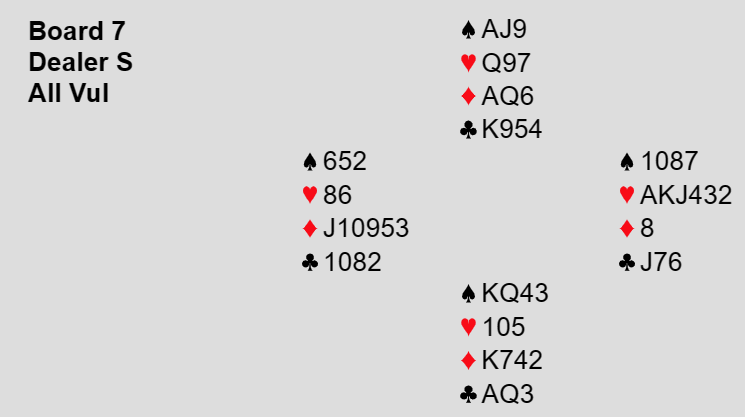 Board 7
Dealer S
All Vul
♠ AJ9
♥ Q97
♦ AQ6
♣ K954
♠ 652
♥ 86
♦ J10953
♣ 1082
♠ 1087
♥ AKJ432
♦ 8
♣ J76
♠ KQ43
♥ 105
♦ K742
♣ AQ3